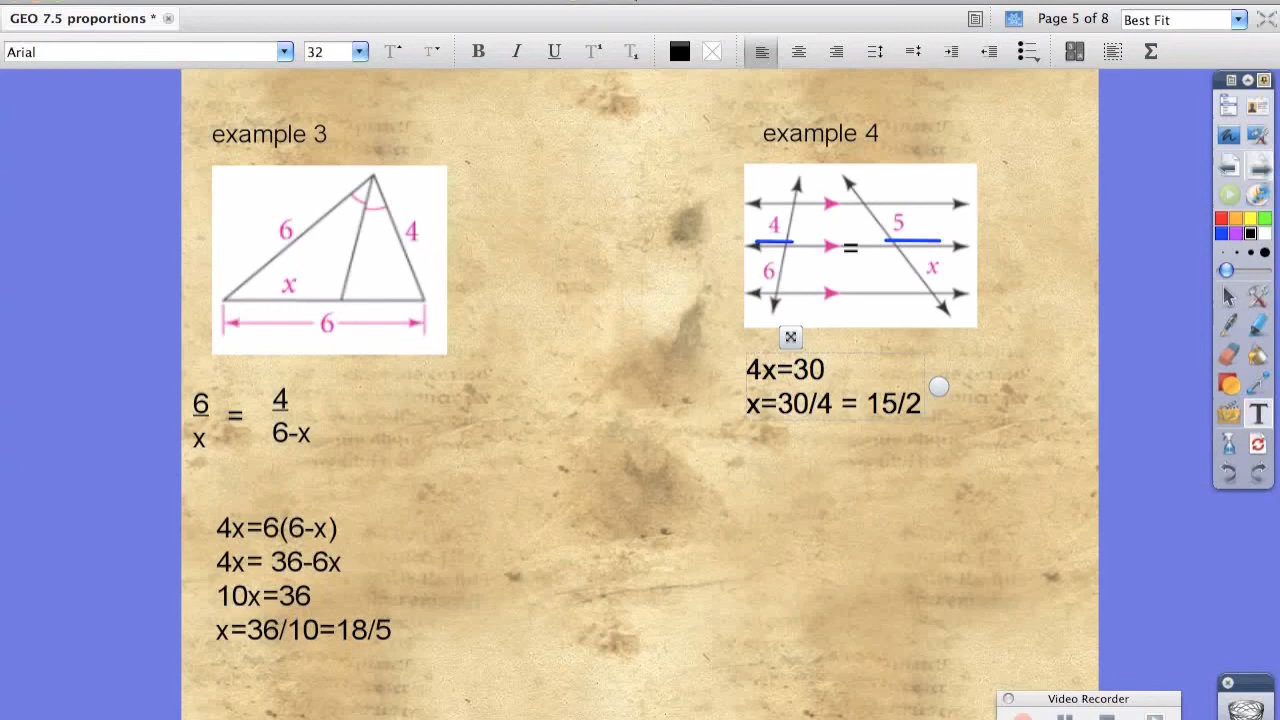 GEO 7.5 proportions *
Page 5 of 8
Best Fit
Arial
32
example 3
6
4
x
6
6
x
=
4
6-x
4x=6(6-x)
4x= 36-6x
10x=36
x=36/10=18/5
example 4
4
5
=
6
x
4x=30
x=30/4 = 15/2
Video Recorder